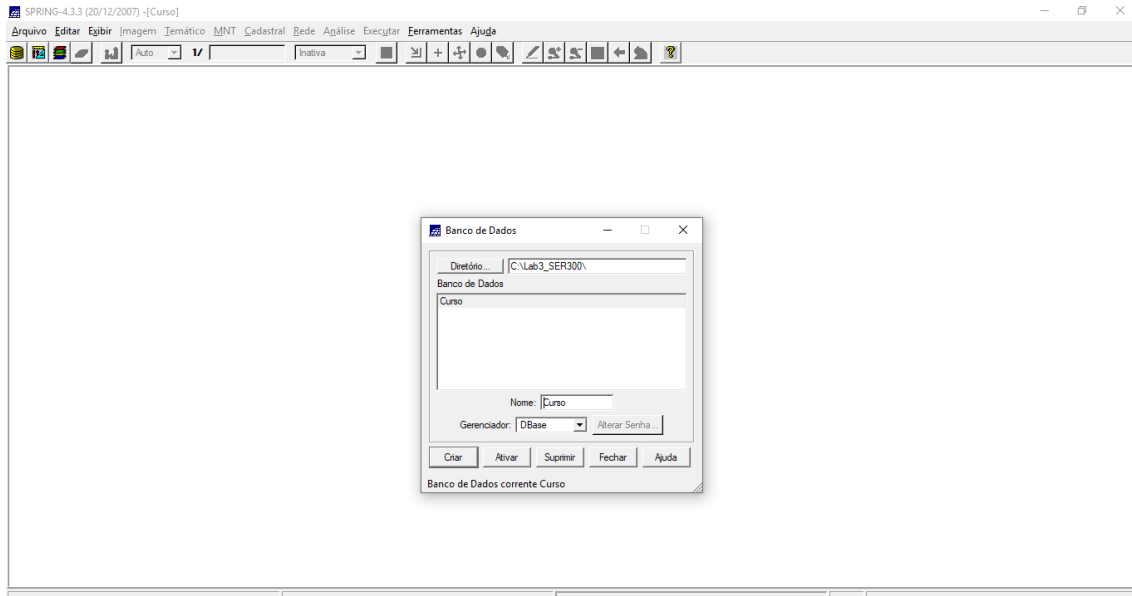 SPRING-4.3.3 (20/12/2007) -[Curso]
Arquivo Editar Exibir Imagem Temático MNT Cadastral Rede Análise Executar Ferramentas Ajuda
Auto 1/ Inativa
Banco de Dados
Diretório... C:\Lab3_SER300\
Banco de Dados
Curso
Nome: Curso
Gerenciador: DBase Alterar Senha...
Criar Ativar Suprimir Fechar Ajuda
Banco de Dados corrente Curso